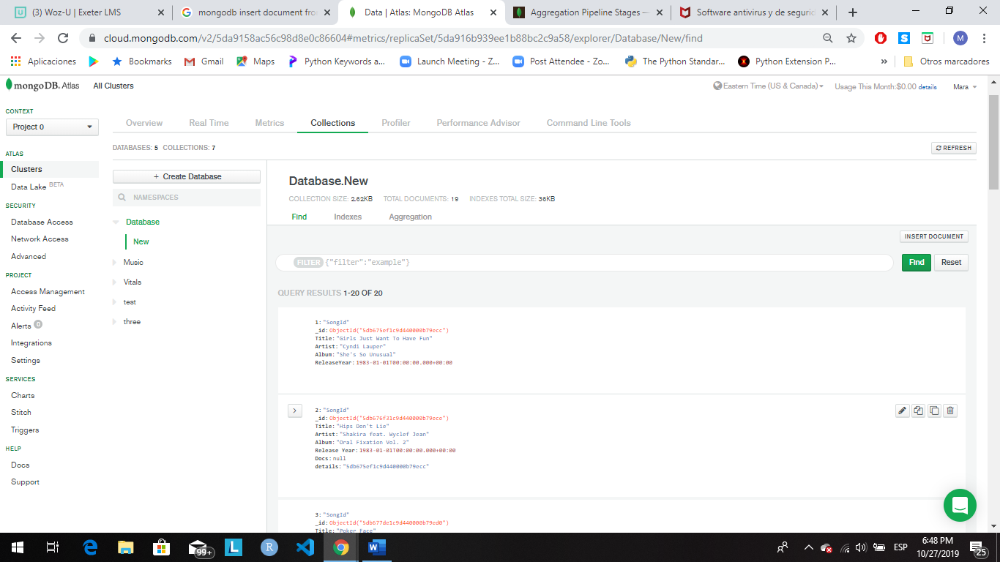 (3) Woz-U | Exeter LMS
mongodb insert document fro
Data | Atlas: MongoDB Atlas
Aggregation Pipeline Stages —
Software antivirus y de segurid
cloud.mongodb.com/v2/5da9158ac56c98d8e0c86604#metrics/replicaSet/5da916b939ee1b88bc2c9a58/explorer/Database/New/find
M
Aplicaciones
Bookmarks
Gmail
Maps
Python Keywords a...
Launch Meeting - Z...
Post Attendee - Zo...
The Python Standar...
Python Extension P...
»
Otros marcadores
mongoDB. Atlas
All Clusters
Eastern Time (US & Canada)
Usage This Month:$0.00 details
Mara
CONTEXT
Project 0
ATLAS
Clusters
Data Lake BETA
SECURITY
Database Access
Network Access
Advanced
PROJECT
Access Management
Activity Feed
Alerts 0
Integrations
Settings
SERVICES
Charts
Stitch
Triggers
HELP
Docs
Support
Overview
Real Time
Metrics
Collections
Profiler
Performance Advisor
Command Line Tools
DATABASES: 5 COLLECTIONS: 7
REFRESH
+ Create Database
NAMESPACES
Database
New
Music
Vitals
test
three
Database.New
COLLECTION SIZE: 2.62KB TOTAL DOCUMENTS: 19 INDEXES TOTAL SIZE: 36KB
Find
Indexes
Aggregation
INSERT DOCUMENT
FILTER {"filter":"example"}
Find
Reset
QUERY RESULTS 1-20 OF 20
1: "SongId"
_id: ObjectId("5db675ef1c9d440000b79ecc")
Title: "Girls Just Want To Have Fun"
Artist: "Cyndi Lauper"
Album: "She's So Unusual"
ReleaseYear: 1983-01-01T00:00:00.000+00:00
2: "SongId"
_id: ObjectId("5db676f31c9d440000b79ece")
Title: "Hips Don't Lie"
Artist: "Shakira feat. Wyclef Jean"
Album: "Oral Fixation Vol. 2"
Release Year: 1983-01-01T00:00:00.000+00:00
Docs: null
details: "5db675ef1c9d440000b79ecc"
3: "SongId"
_id: ObjectId("5db677de1c9d440000b79ed0")
Title: "Poker Face"
99+
L
R
W
ESP
6:48 PM
10/27/2019
25